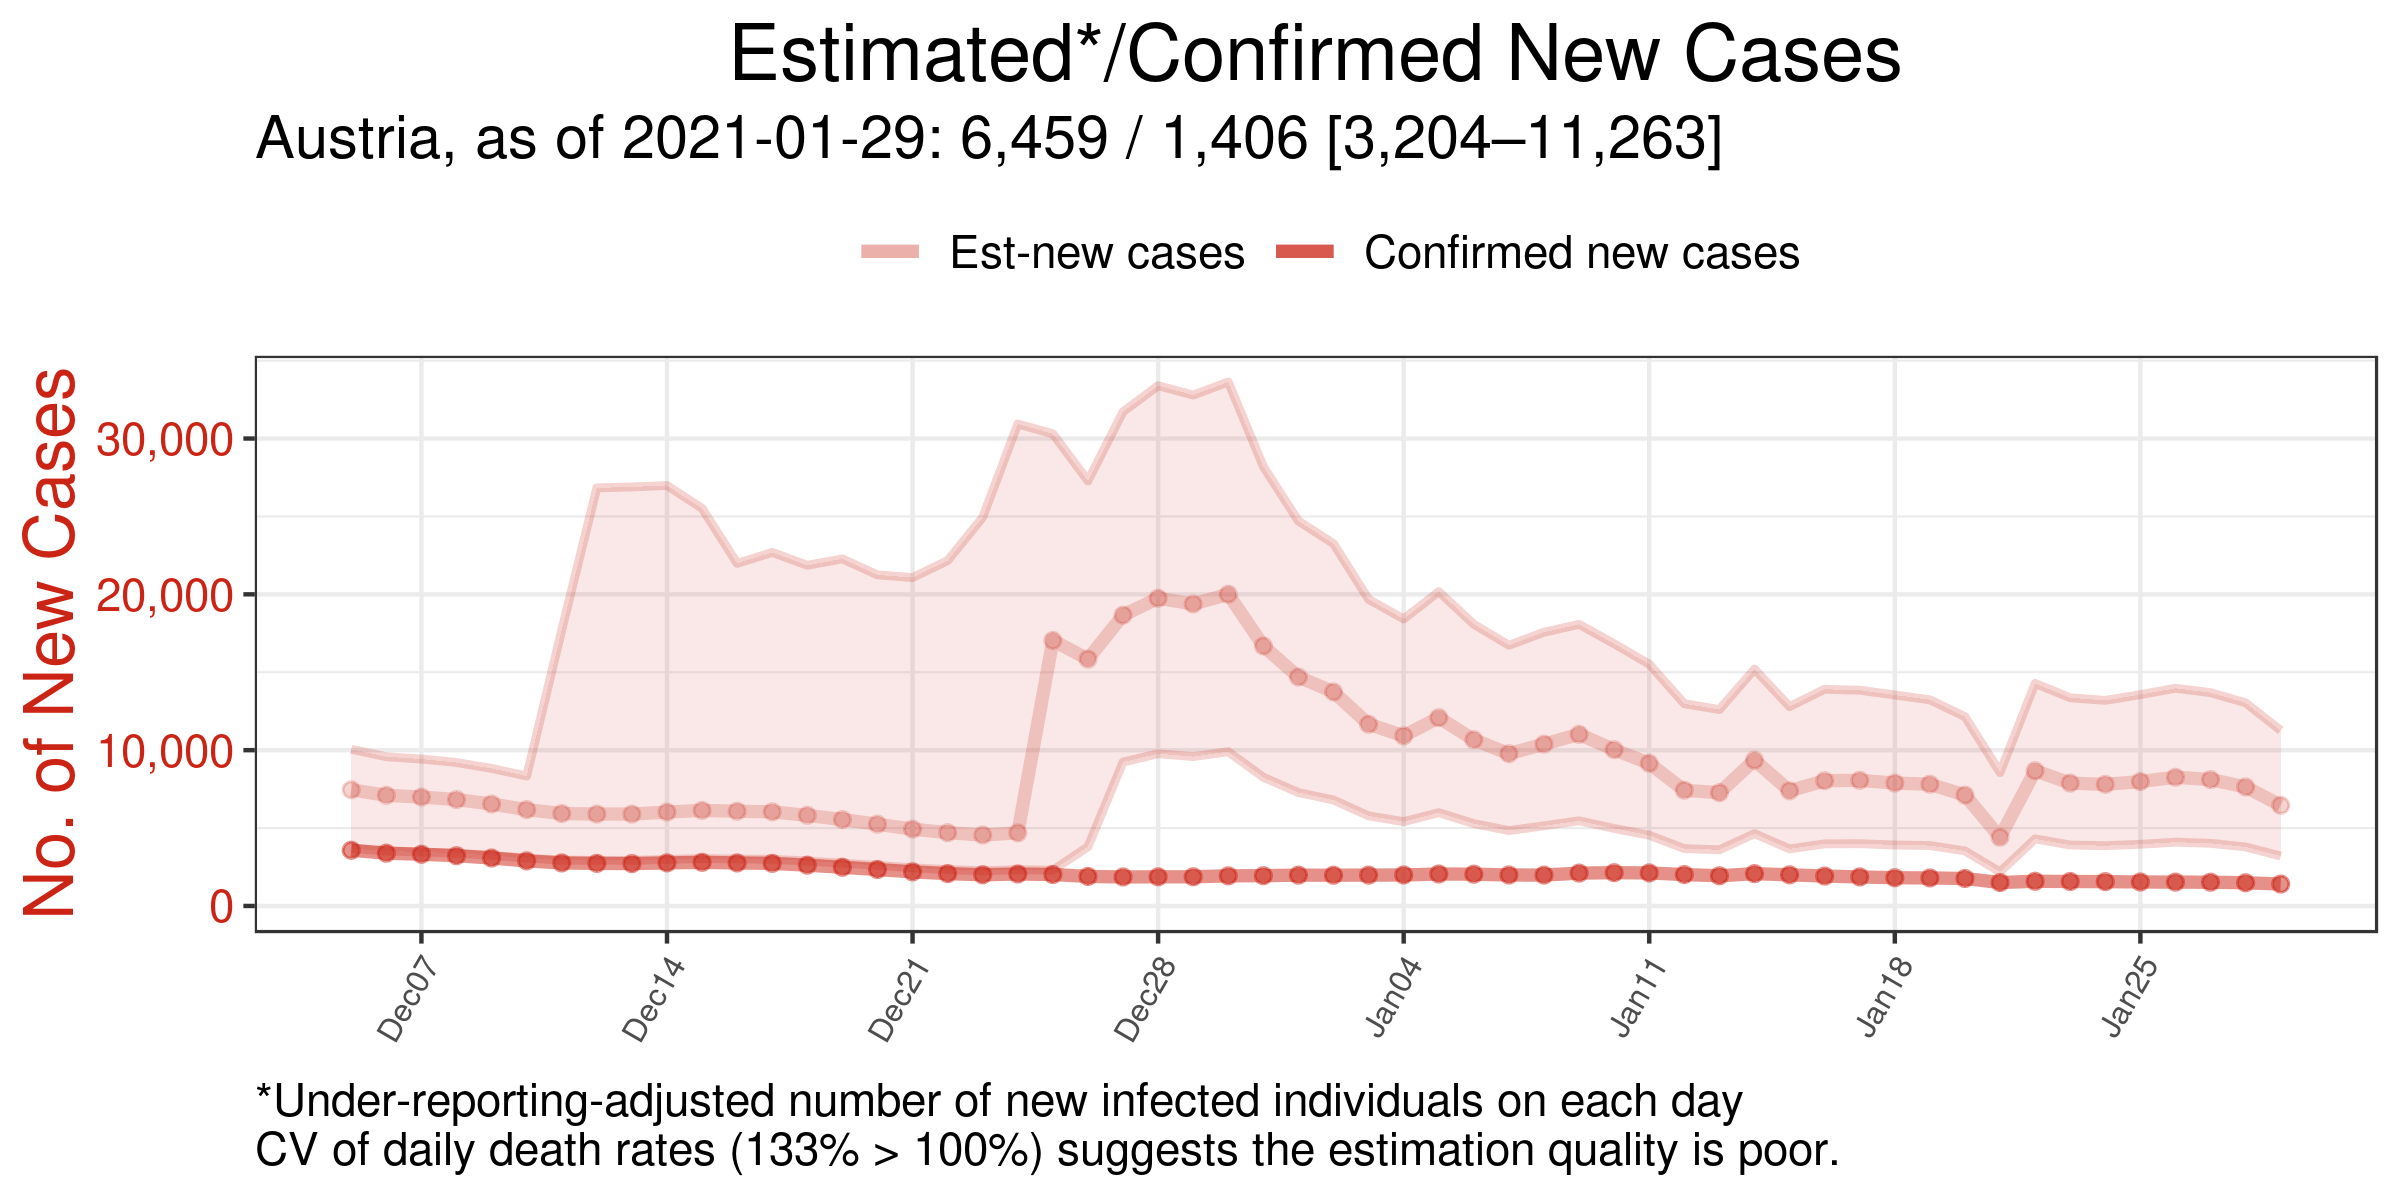 Estimated*/Confirmed New Cases
Austria, as of 2021-01-29: 6,459 / 1,406 [3,204–11,263]
Est-new cases
Confirmed new cases
No. of New Cases
30,000
20,000
10,000
0
Dec07
Dec14
Dec21
Dec28
Jan04
Jan11
Jan18
Jan25
*Under-reporting-adjusted number of new infected individuals on each day
CV of daily death rates (133% > 100%) suggests the estimation quality is poor.